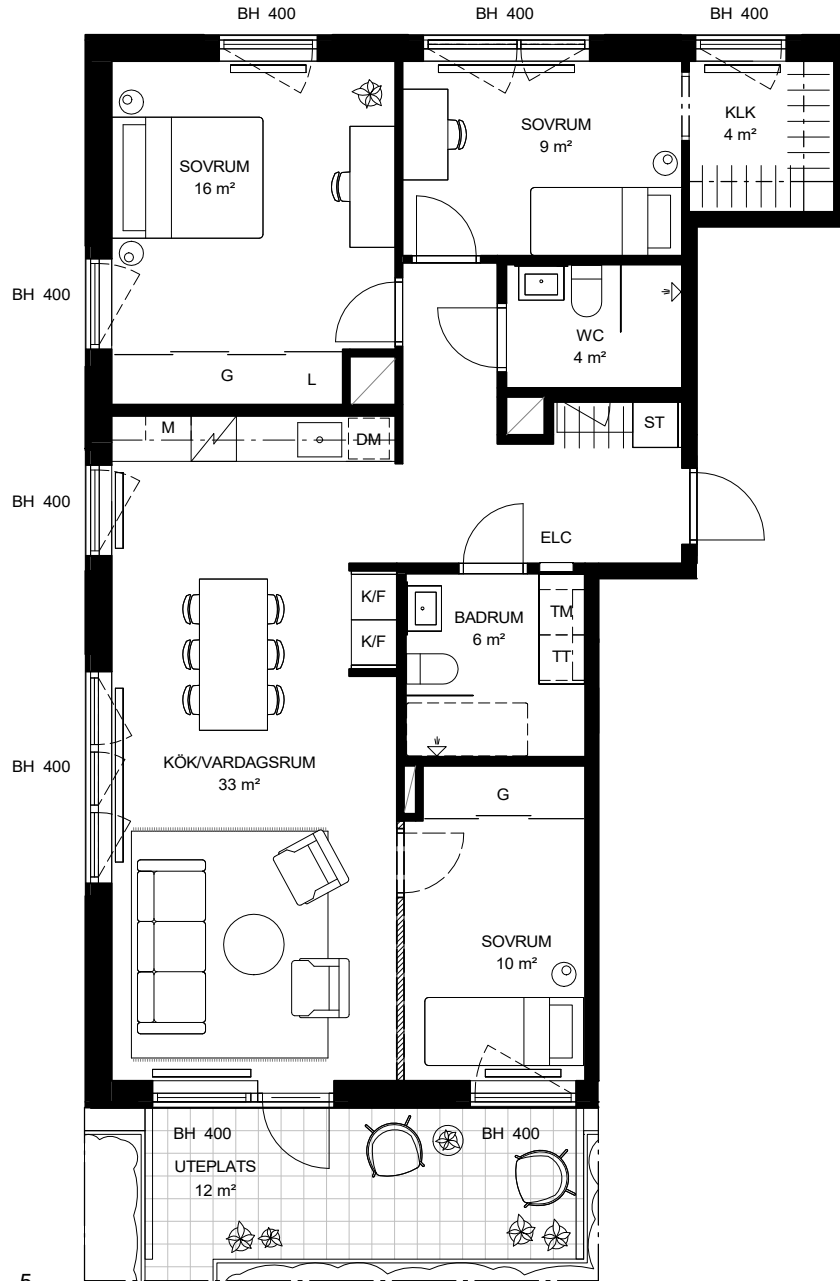 BH 400
BH 400
BH 400
SOVRUM
16 m²
SOVRUM
9 m²
KLK
4 m²
BH 400
WC
4 m²
G
L
M
DM
ST
BH 400
ELC
K/F
K/F
BADRUM
6 m²
TM
TT
BH 400
KÖK/VARDAGSRUM
33 m²
G
SOVRUM
10 m²
BH 400
BH 400
UTEPLATS
12 m²